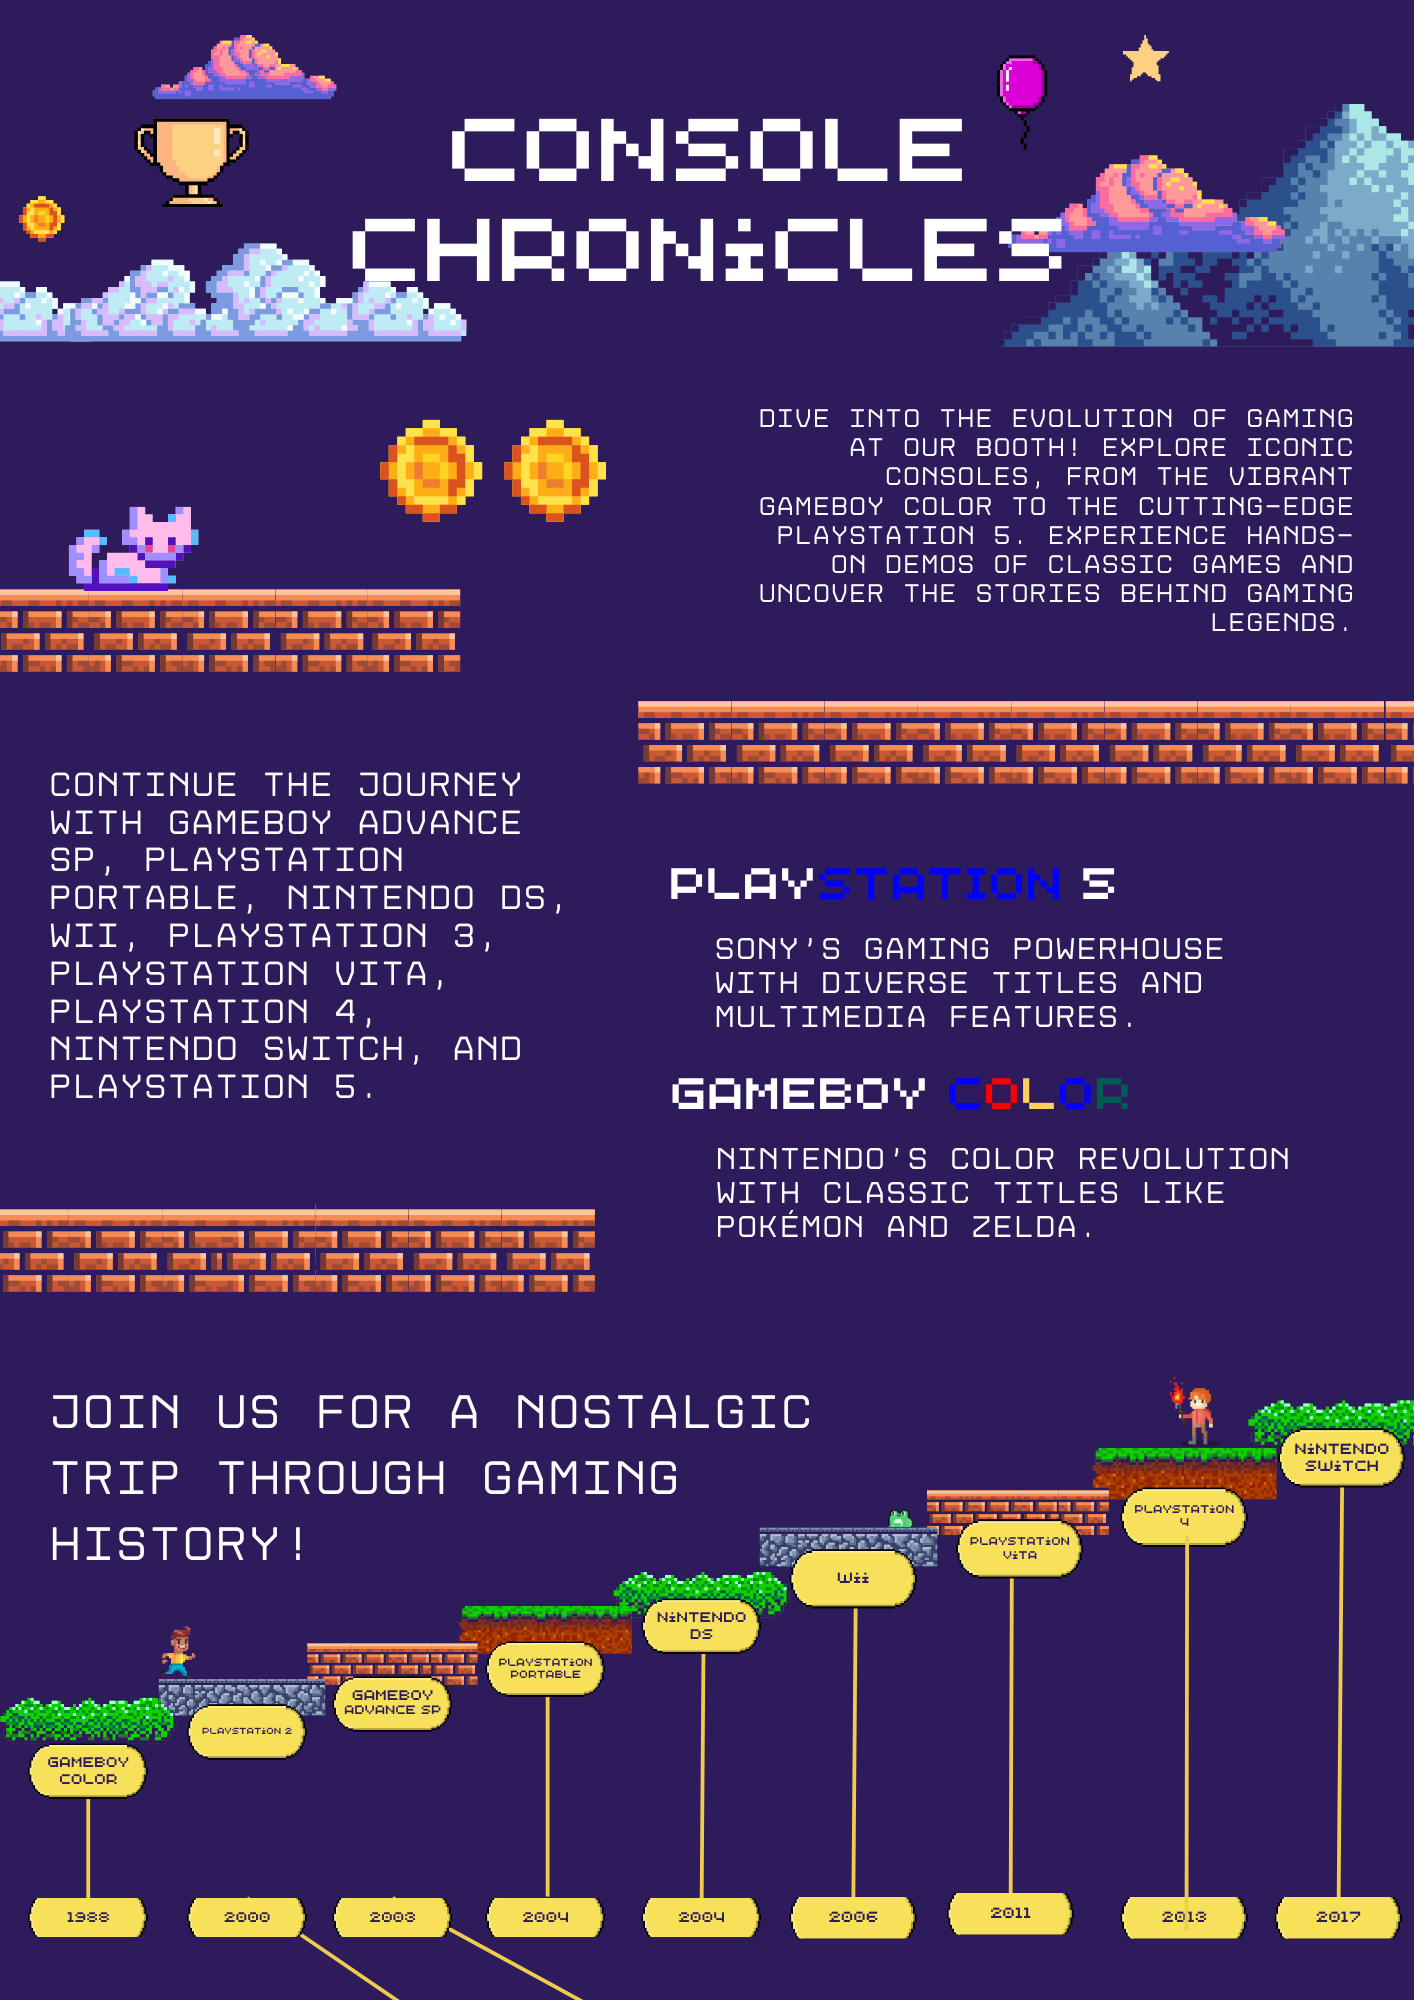 CONSOLE
CHRONiCLES
DIVE INTO THE EVOLUTION OF GAMING
AT OUR BOOTH! EXPLORE ICONIC
CONSOLES, FROM THE VIBRANT
GAMEBOY COLOR TO THE CUTTING-EDGE
PLAYSTATION 5. EXPERIENCE HANDS-
ON DEMOS OF CLASSIC GAMES AND
UNCOVER THE STORIES BEHIND GAMING
LEGENDS.
CONTINUE THE JOURNEY
WITH GAMEBOY ADVANCE
SP, PLAYSTATION
PORTABLE, NINTENDO DS,
WII, PLAYSTATION 3,
PLAYSTATION VITA,
PLAYSTATION 4,
NINTENDO SWITCH, AND
PLAYSTATION 5.
PLAYSTATION 5
SONY'S GAMING POWERHOUSE
WITH DIVERSE TITLES AND
MULTIMEDIA FEATURES.
GAMEBOY COLOR
NINTENDO'S COLOR REVOLUTION
WITH CLASSIC TITLES LIKE
POKÉMON AND ZELDA.
JOIN US FOR A NOSTALGIC
TRIP THROUGH GAMING
HISTORY!
GAMEBOY
COLOR
PLAYSTATiON 2
GAMEBOY
ADVANCE SP
PLAYSTATiON
PORTABLE
NiNTENDO
DS
Wii
PLAYSTATiON
ViTA
PLAYSTATiON
4
NiNTENDO
SWiTCH
1988
2000
2003
2004
2004
2006
2011
2013
2017